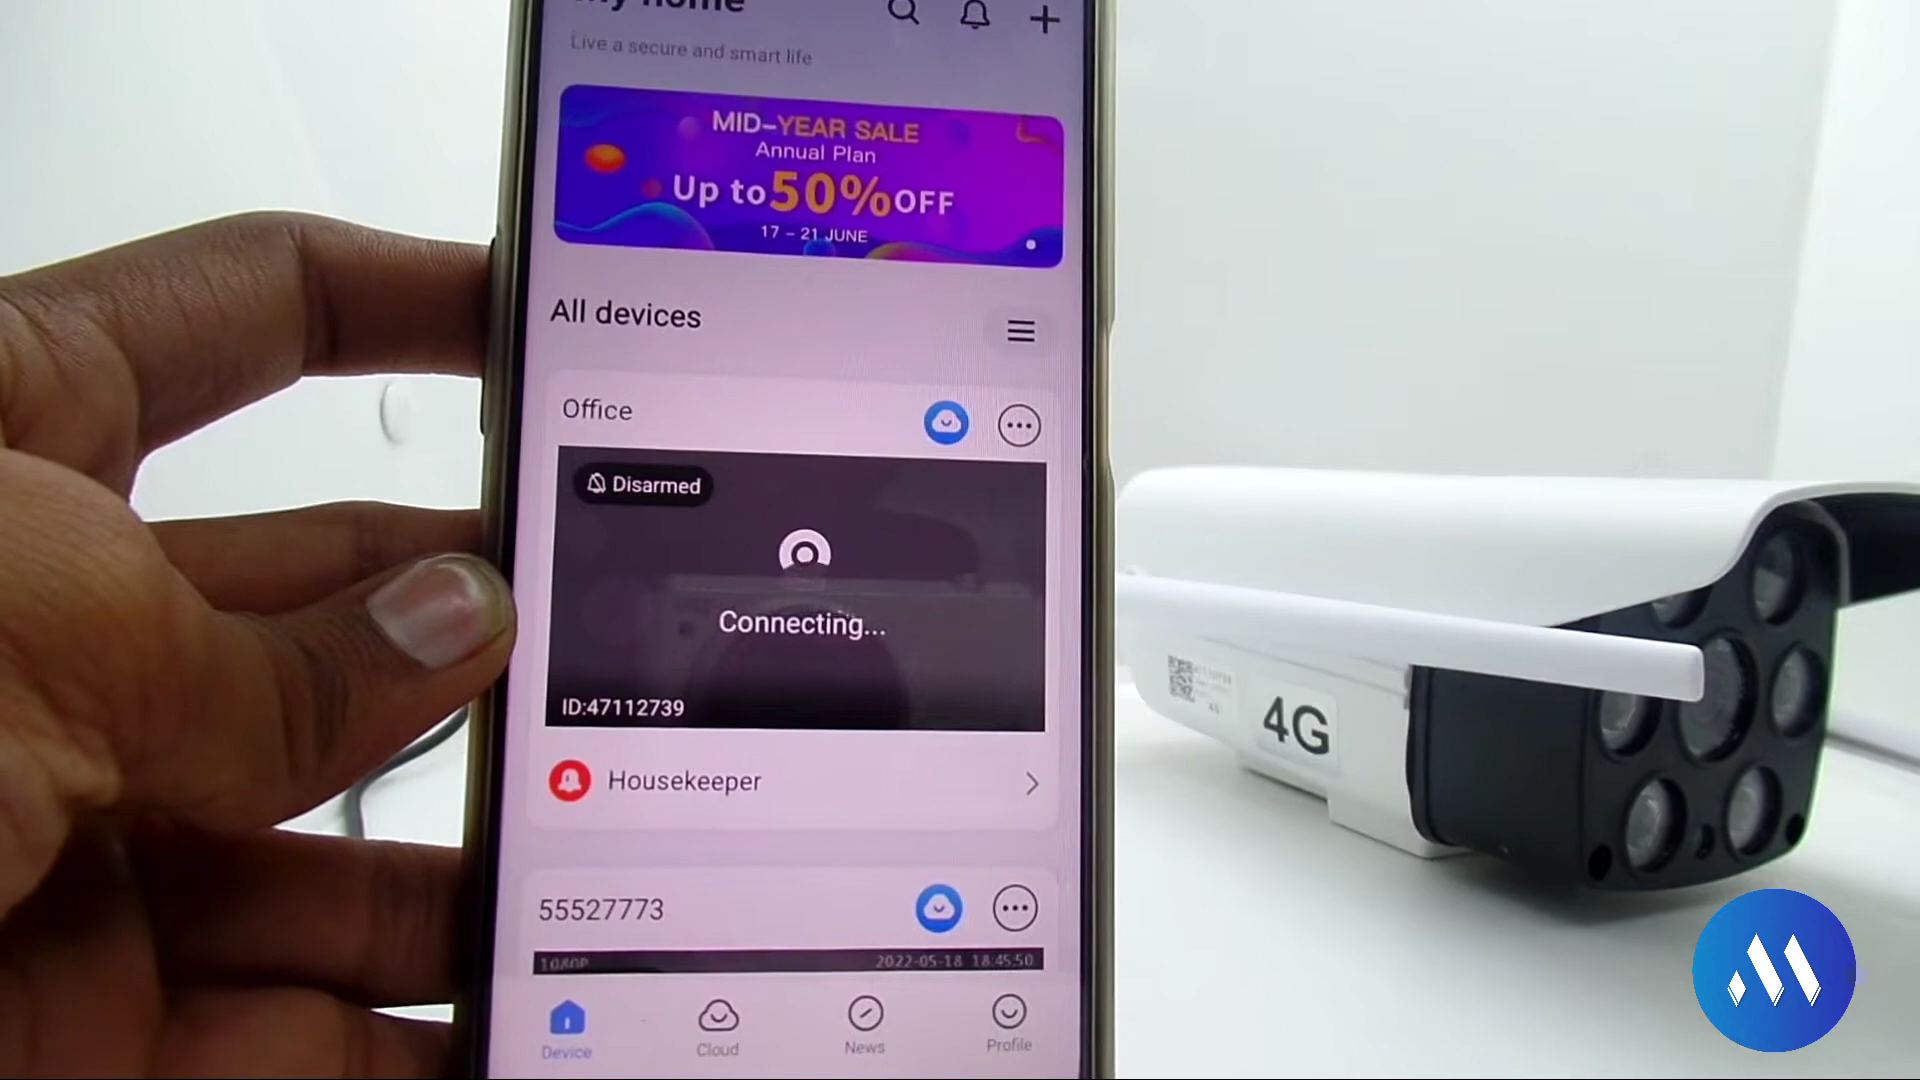 home
Live a secure and smart life
MID-YEAR SALE
Annual Plan
Up to 50% OFF
17 - 21 JUNE
All devices
Office
Disarmed
Connecting...
ID:47112739
Housekeeper
55527773
1080P 2022-05-18 18:45:50
Device Cloud News Profile
4G